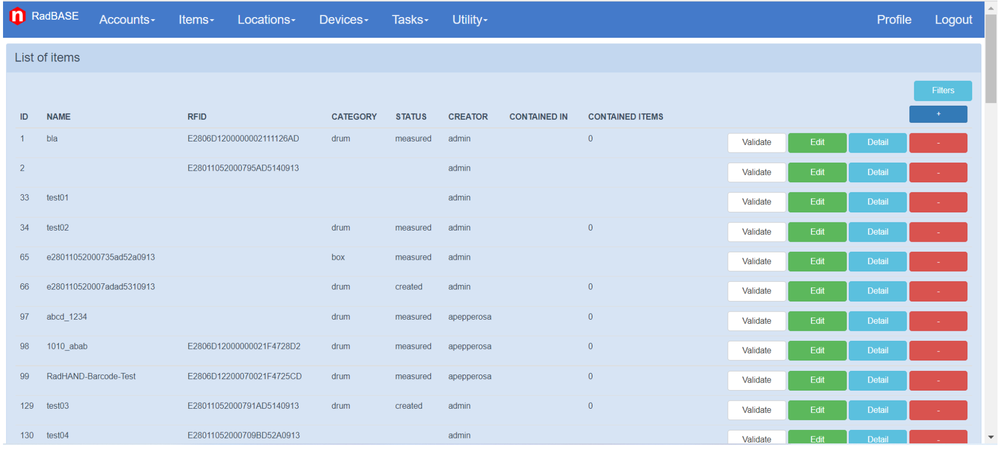 n RadBASE Accounts Items Locations Devices Tasks Utility Profile Logout
List of items
Filters
ID NAME RFID CATEGORY STATUS CREATOR CONTAINED IN CONTAINED ITEMS +
1 bla E2806D1200000002111126AD drum measured admin 0 Validate Edit Detail -
2 E28011052000795AD5140913 admin Validate Edit Detail -
33 test01 admin Validate Edit Detail -
34 test02 drum measured admin 0 Validate Edit Detail -
65 e28011052000735ad52a0913 box measured admin Validate Edit Detail -
66 e280110520007adad5310913 drum created admin 0 Validate Edit Detail -
97 abcd_1234 drum measured apepperosa 0 Validate Edit Detail -
98 1010_abab E2806D12000000021F4728D2 drum measured apepperosa 0 Validate Edit Detail -
99 RadHAND-Barcode-Test E2806D12200070021F4725CD drum measured apepperosa 0 Validate Edit Detail -
129 test03 E28011052000791AD5140913 drum created admin 0 Validate Edit Detail -
130 test04 E28011052000709BD52A0913 admin Validate Edit Detail -